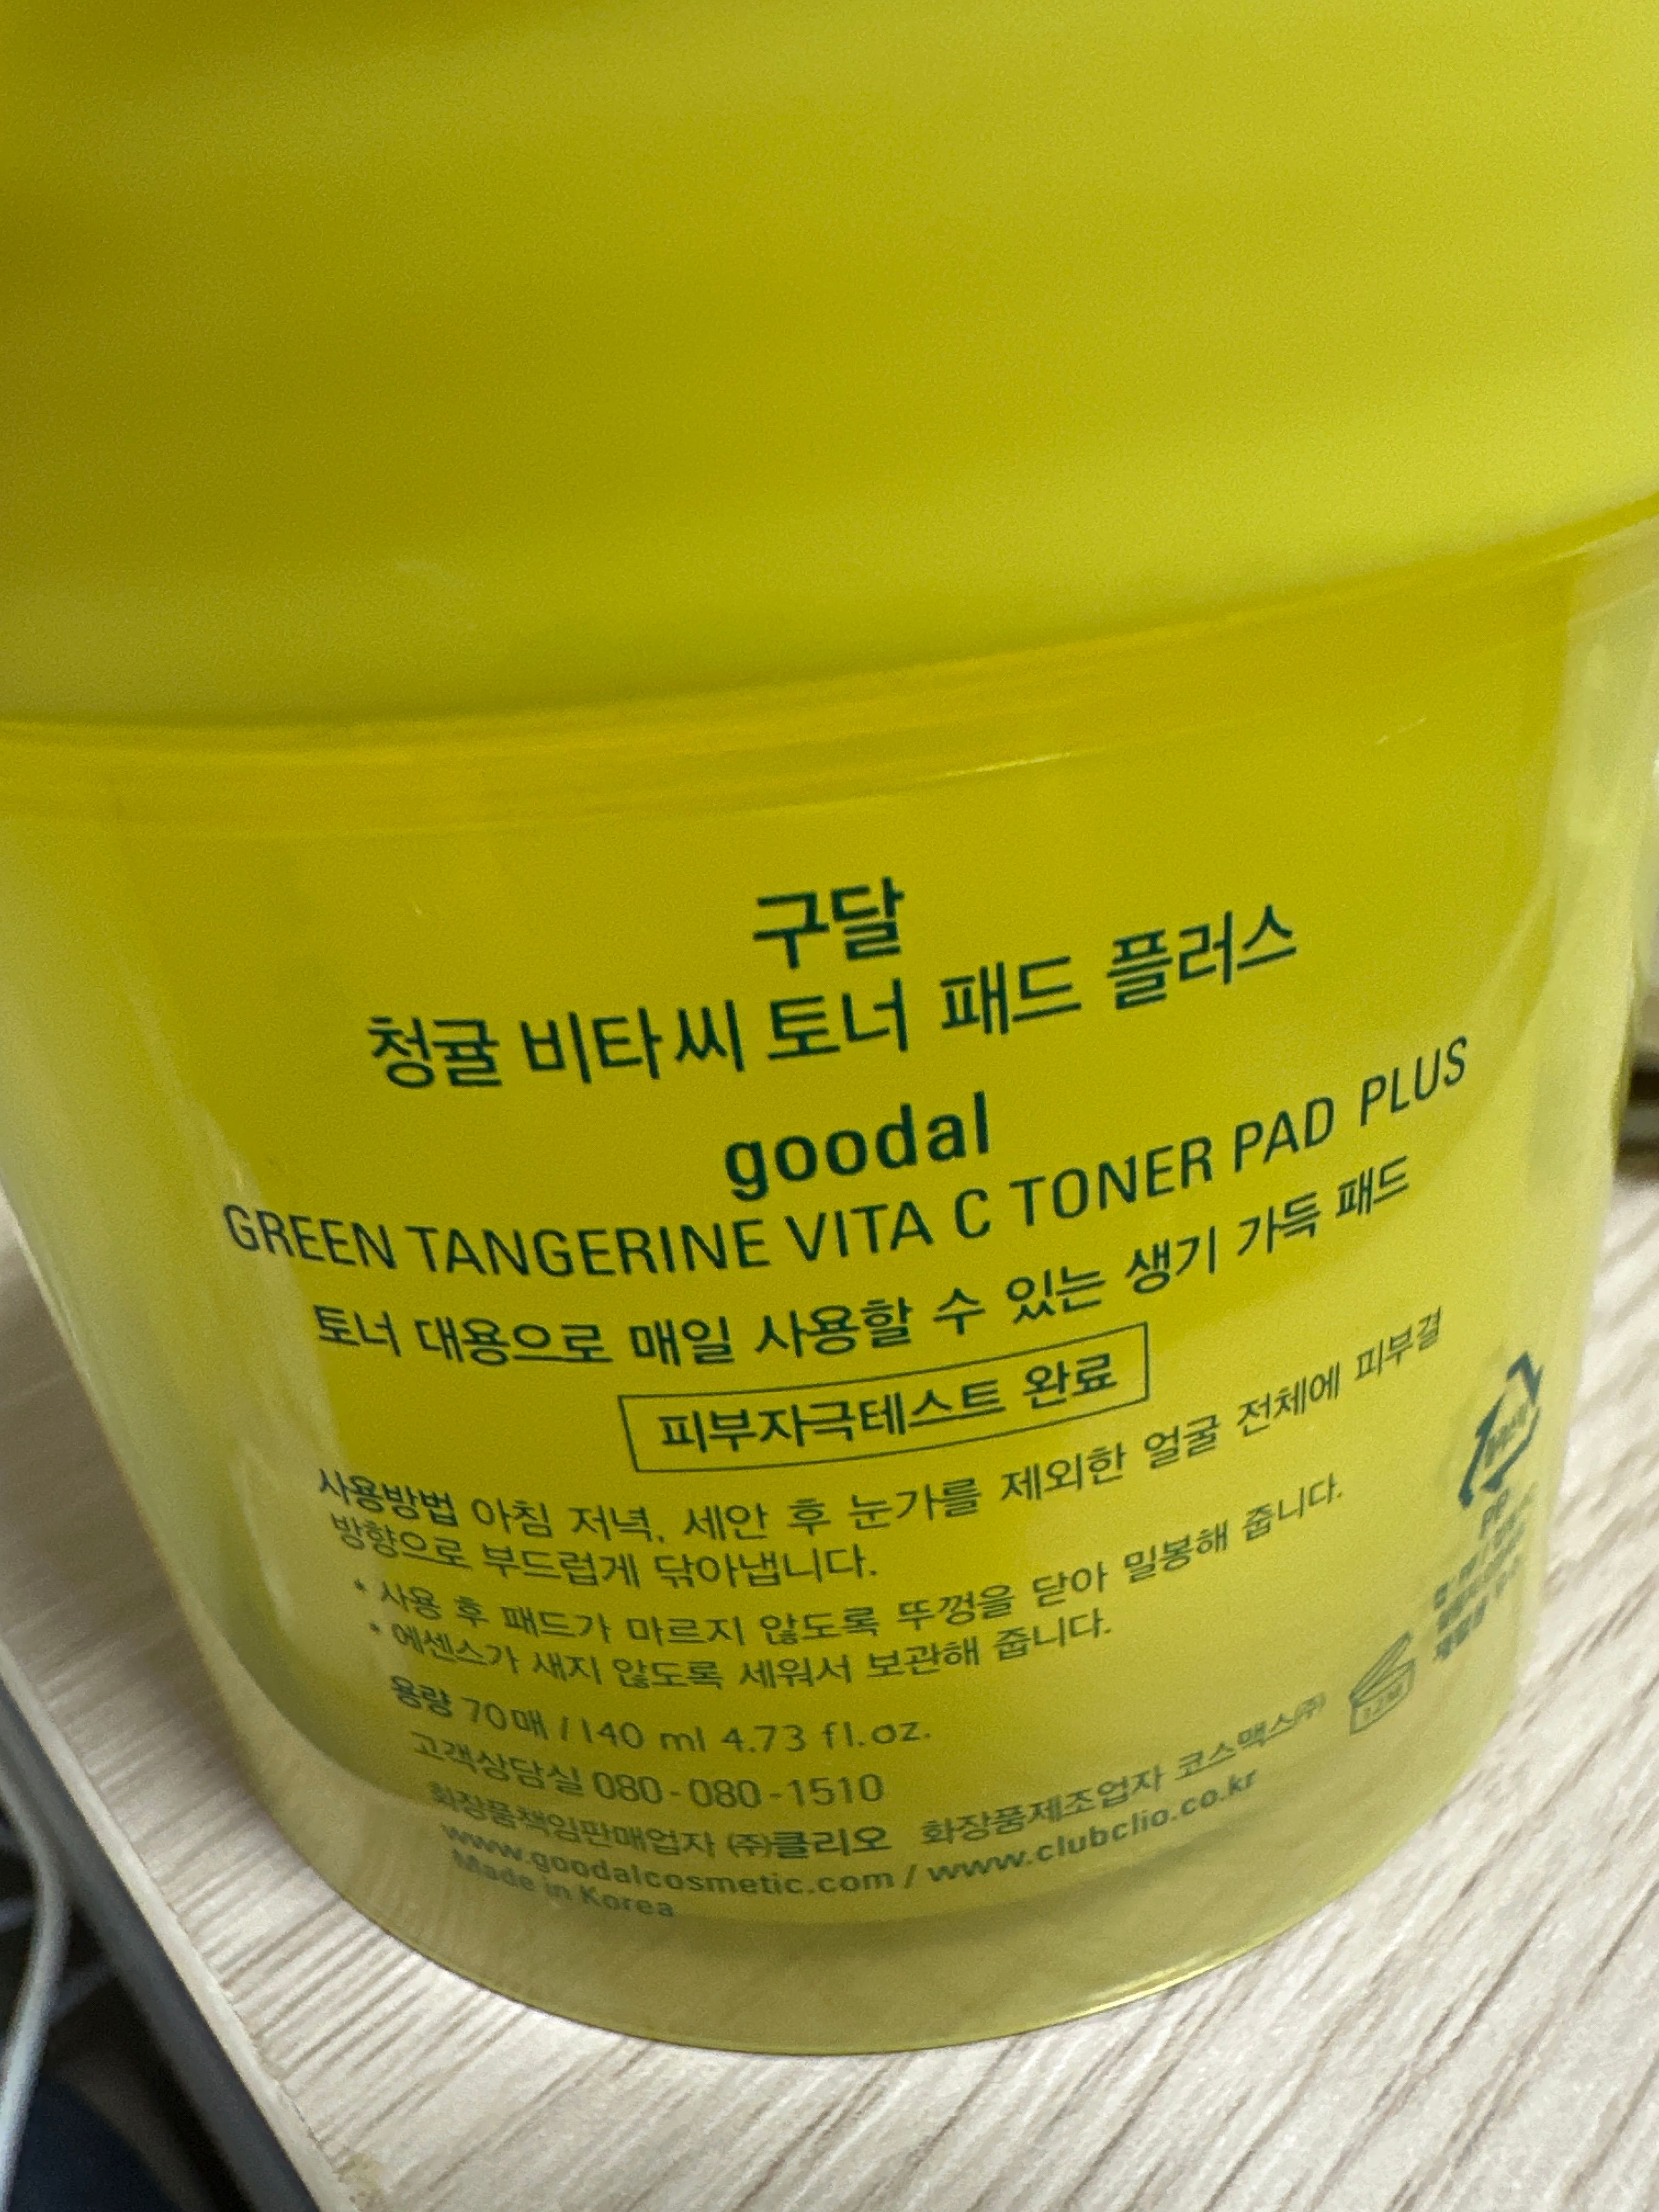 구달
청귤 비타씨 토너 패드 플러스
goodal
GREEN TANGERINE VITA C TONER PAD PLUS
토너 대용으로 매일 사용할 수 있는 생기 가득 패드
피부자극테스트 완료
사용방법 아침 저녁, 세안 후 눈가를 제외한 얼굴 전체에 피부결
방향으로 부드럽게 닦아냅니다.
* 사용 후 패드가 마르지 않도록 뚜껑을 닫아 밀봉해 줍니다.
* 에센스가 새지 않도록 세워서 보관해 줍니다.
용량 70매 / 140 ml 4.73 fl.oz.
고객상담실 080-080-1510
화장품책임판매업자 (주)클리오 화장품제조업자 코스맥스(주)
www.goodalcosmetic.com / www.clubclio.co.kr
Made in Korea
PP
12M